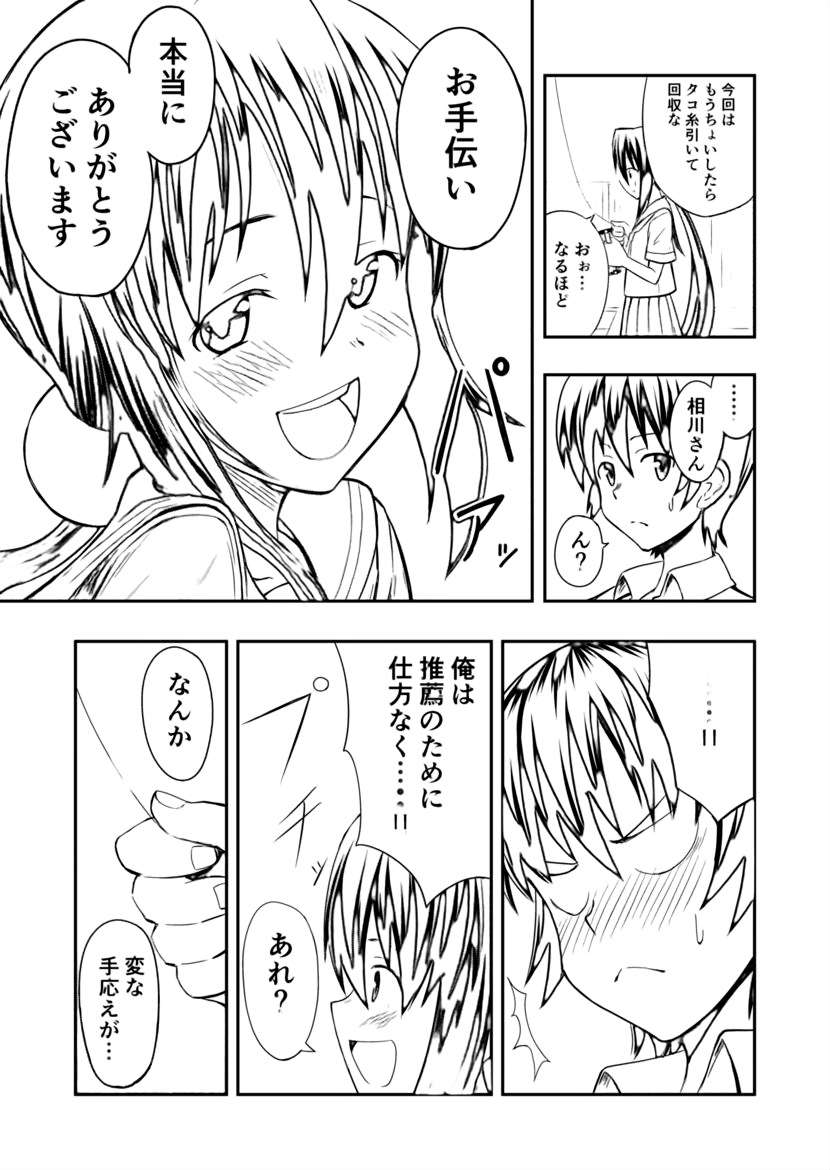 今回は
もうちょいしたら
タコ糸引いて
回収な
おぉ…
なるほど
……
相川さん
ん?
お手伝い
本当に
ありがとう
ございます
パアッ
……!!
俺は
推薦のために
仕方なく……!!
あれ?
なんか
変な
手応えが…